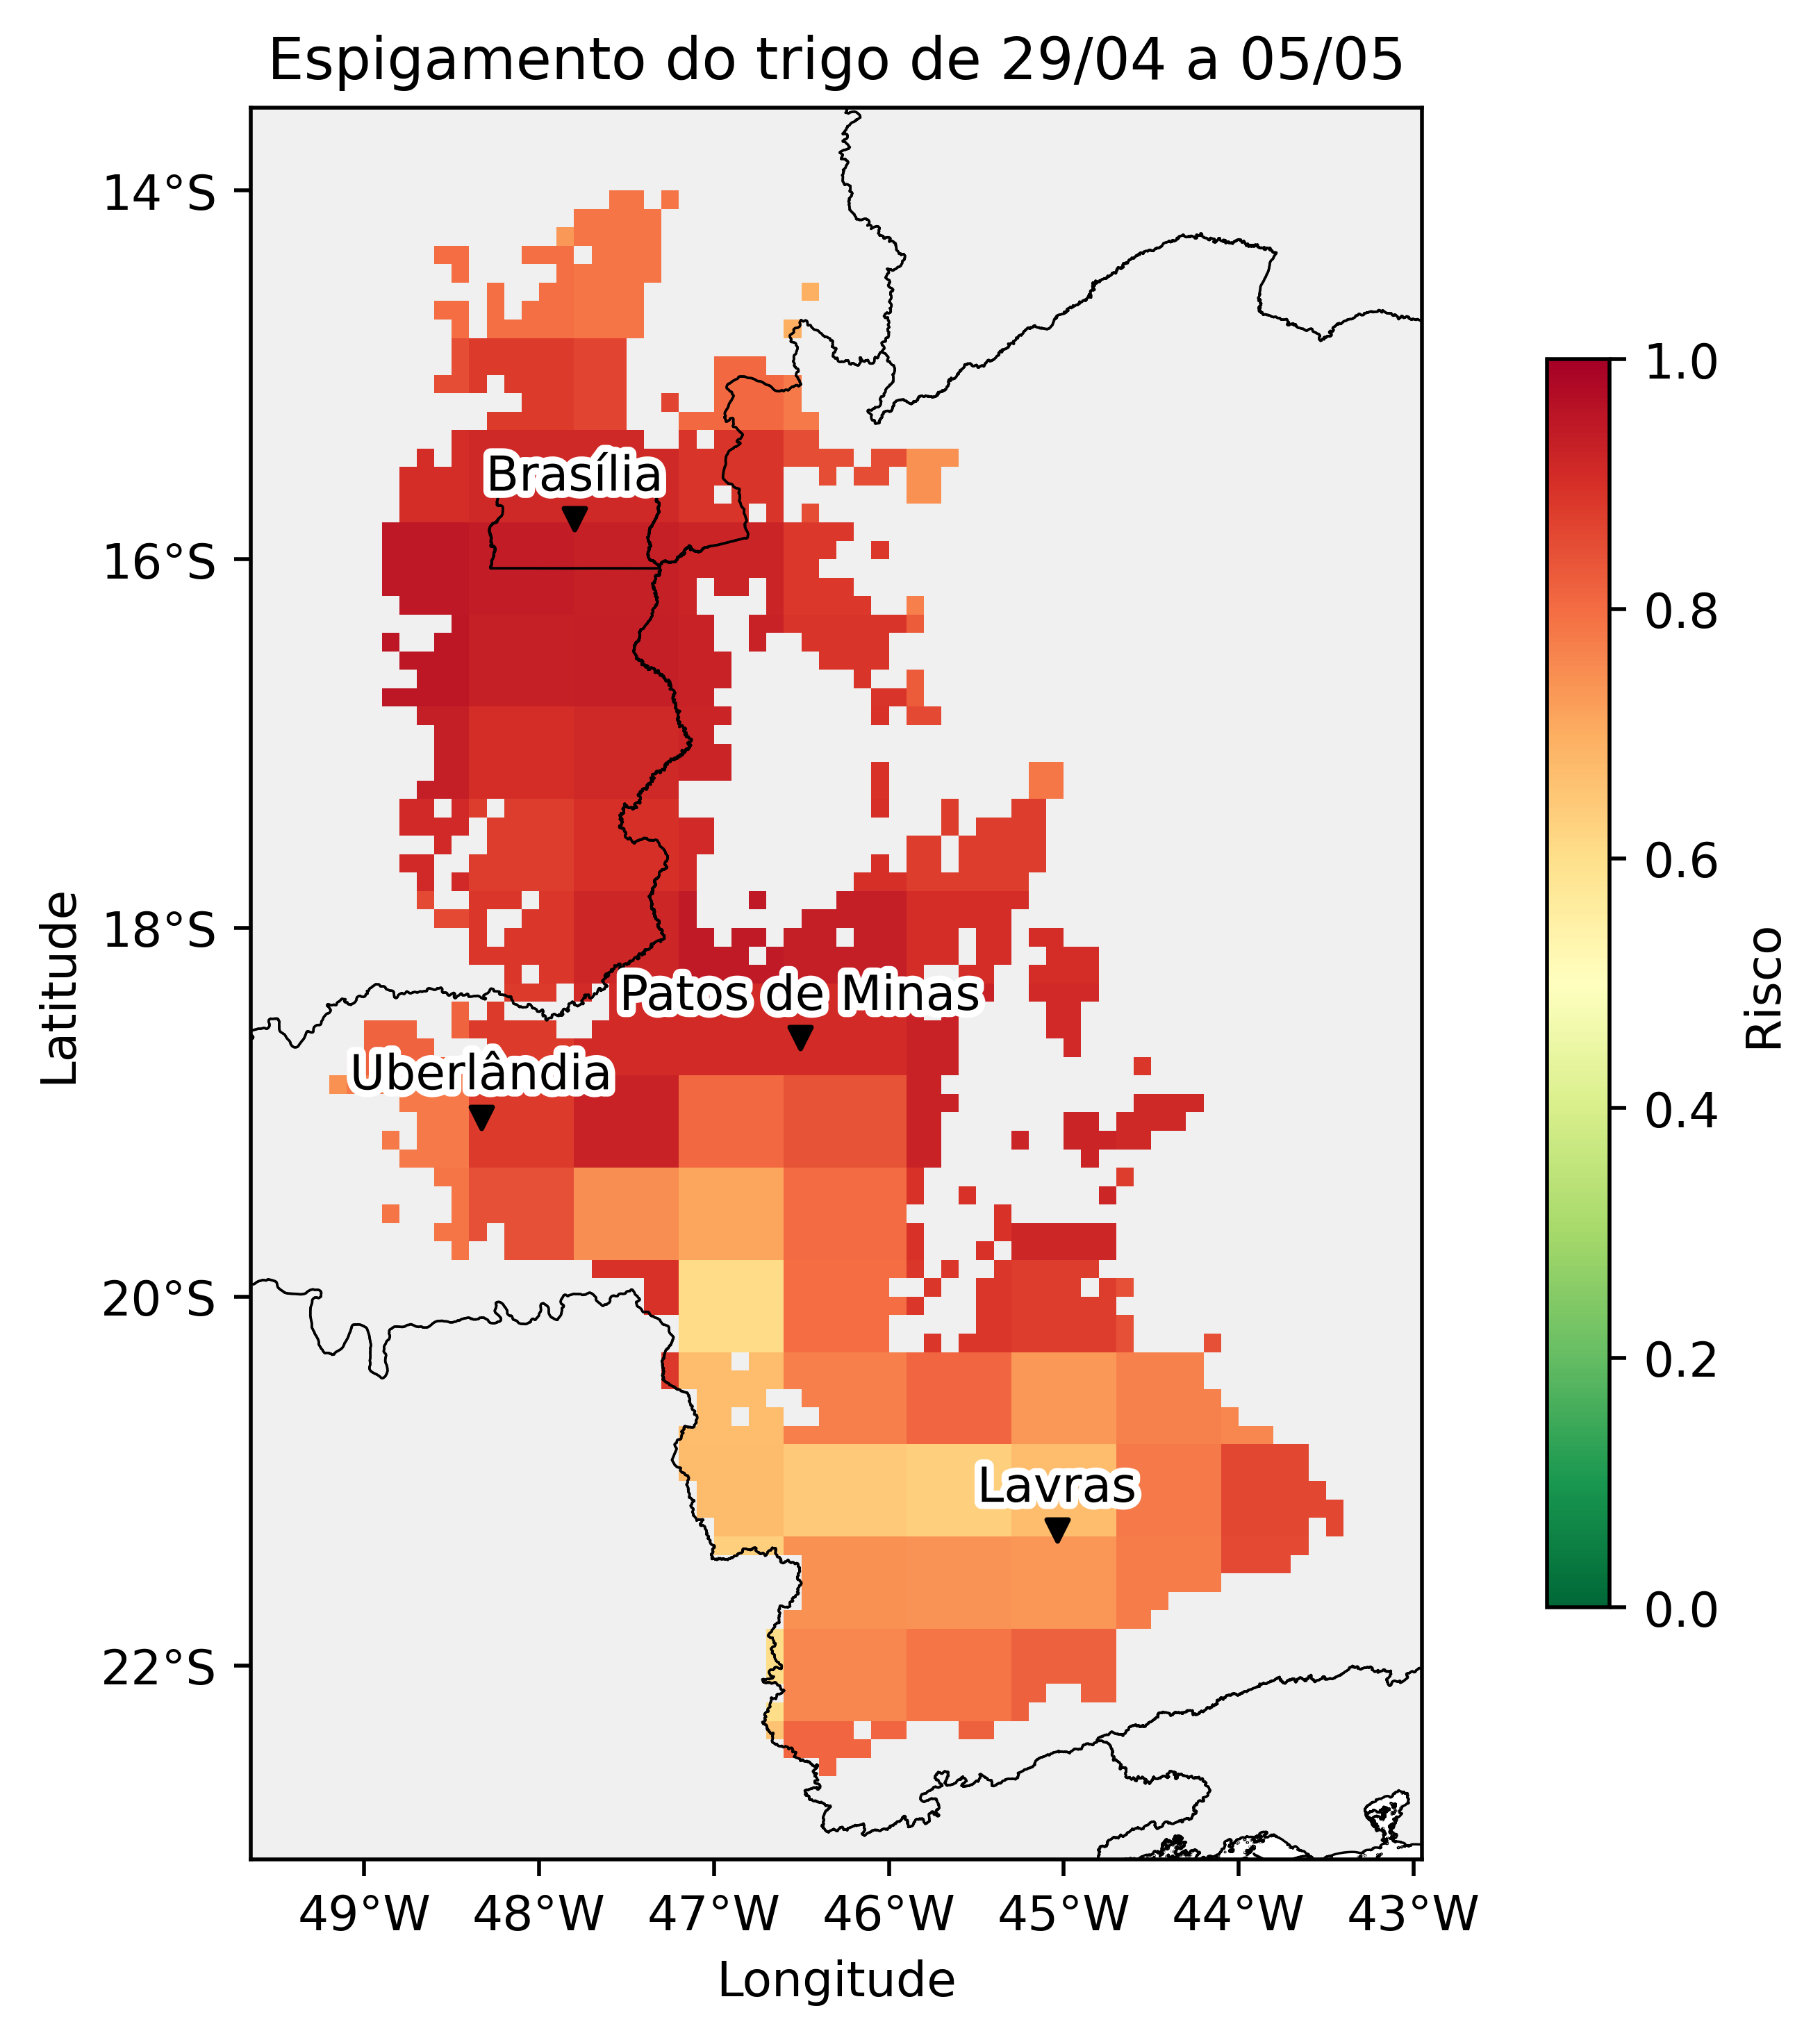 Espigamento do trigo de 29/04 a 05/05
14°S
16°S
18°S
20°S
22°S
Latitude
Brasília
Patos de Minas
Uberlândia
Lavras
49°W 48°W 47°W 46°W 45°W 44°W 43°W
Longitude
1.0
0.8
0.6
0.4
0.2
0.0
Risco